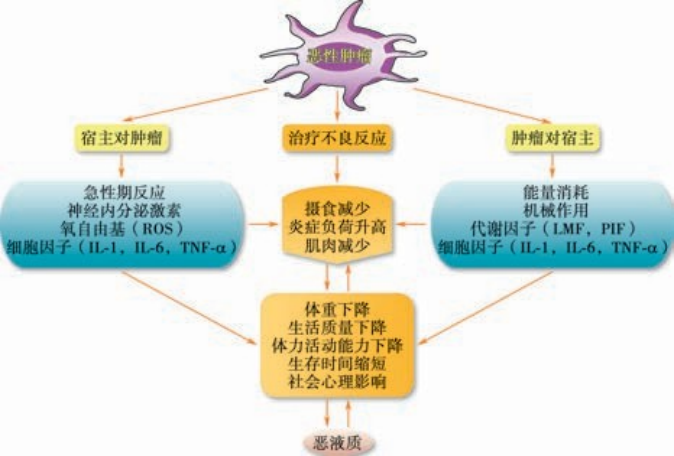 恶性肿瘤
宿主对肿瘤
治疗不良反应
肿瘤对宿主
急性期反应
神经内分泌激素
氧自由基（ROS）
细胞因子（IL-1，IL-6，TNF-α）
摄食减少
炎症负荷升高
肌肉减少
能量消耗
机械作用
代谢因子（LMF，PIF）
细胞因子（IL-1，IL-6，TNF-α）
体重下降
生活质量下降
体力活动能力下降
生存时间缩短
社会心理影响
恶液质